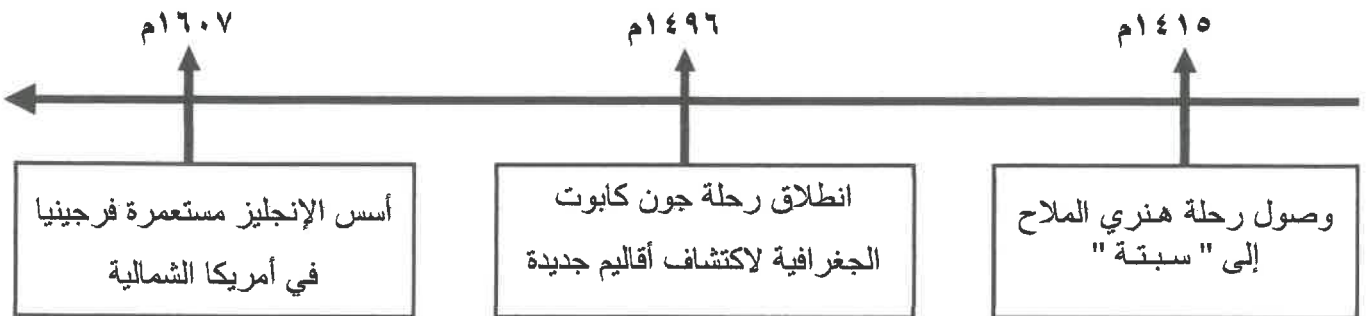 ١٤١٥م
١٤٩٦م
١٦٠٧م
وصول رحلة هنري الملاح
إلى " سبتة "
انطلاق رحلة جون كابوت
الجغرافية لاكتشاف أقاليم جديدة
أسس الإنجليز مستعمرة فرجينيا
في أمريكا الشمالية